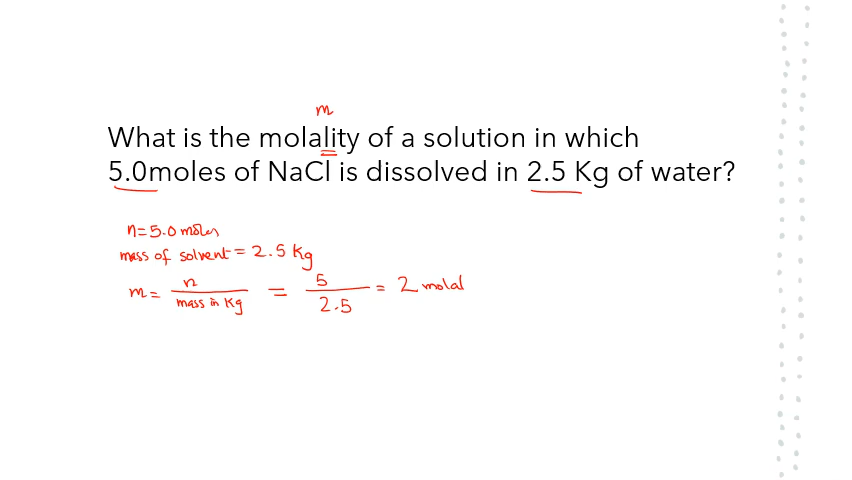 m
What is the molality of a solution in which
5.0moles of NaCl is dissolved in 2.5 Kg of water?
n=5.0 moles
mass of solvent = 2.5 Kg
m = n / mass in Kg = 5 / 2.5 = 2 molal